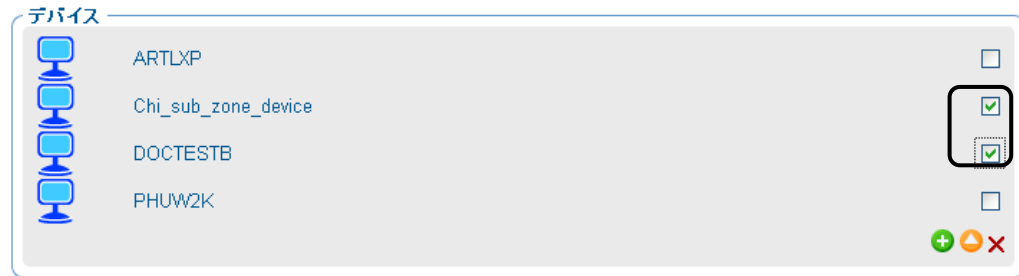 デバイス
ARTLXP
Chi_sub_zone_device
DOCTESTB
PHUW2K